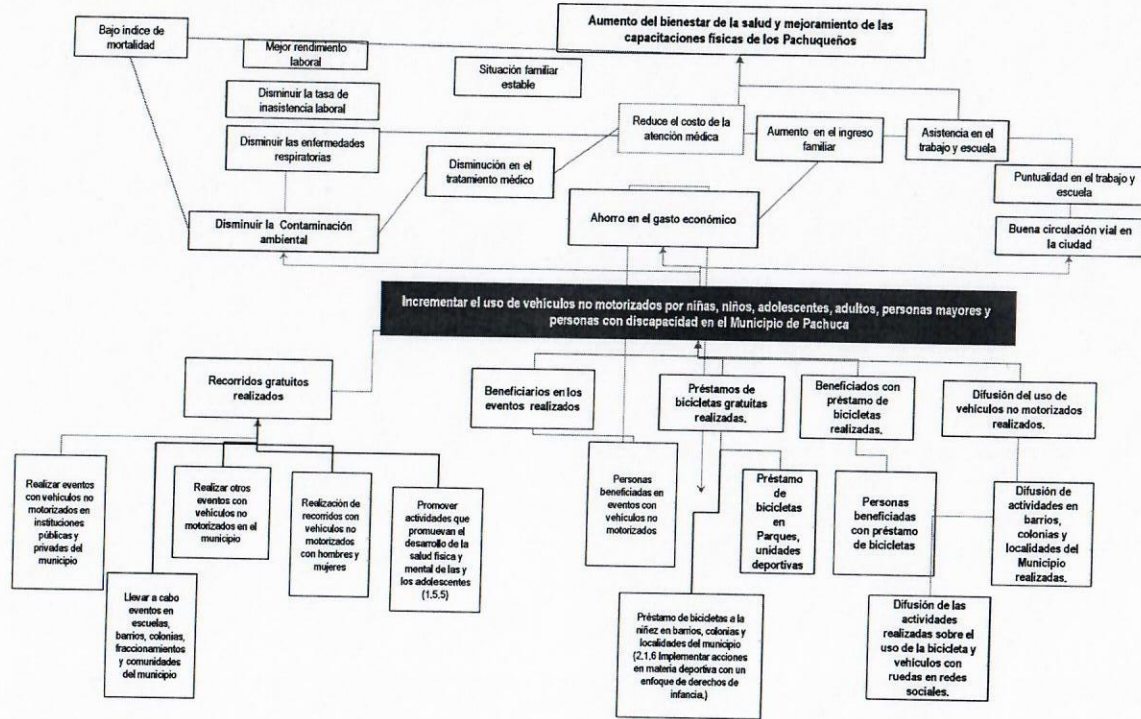 Aumento del bienestar de la salud y mejoramiento de las
capacitaciones físicas de los Pachuqueños
Bajo índice de
mortalidad
Mejor rendimiento
laboral
Situación familiar
estable
Disminuir la tasa de
inasistencia laboral
Reduce el costo de la
atención médica
Aumento en el ingreso
familiar
Asistencia en el
trabajo y escuela
Disminuir las enfermedades
respiratorias
Disminución en el
tratamiento médico
Puntualidad en el trabajo y
escuela
Disminuir la Contaminación
ambiental
Ahorro en el gasto económico
Buena circulación vial en
la ciudad
Incrementar el uso de vehículos no motorizados por niñas, niños, adolescentes, adultos, personas mayores y
personas con discapacidad en el Municipio de Pachuca
Recorridos gratuitos
realizados
Beneficiarios en los
eventos realizados
Préstamos de
bicicletas gratuitas
realizadas.
Beneficiados con
préstamo de
bicicletas
realizadas.
Difusión del uso de
vehículos no motorizados
realizados.
Realizar eventos
con vehículos no
motorizados en
instituciones
públicas y
privadas del
municipio
Realizar otros
eventos con
vehículos no
motorizados en el
municipio
Realización de
recorridos con
vehículos no
motorizados
con hombres y
mujeres
Promover
actividades que
promuevan el
desarrollo de la
salud física y
mental de las y
los adolescentes
(1.5.5)
Personas
beneficiadas en
eventos con
vehículos no
motorizados
Préstamo
de
bicicletas
en
Parques,
unidades
deportivas
Personas
beneficiadas
con préstamo
de bicicletas
Difusión de
actividades en
barrios,
colonias y
localidades del
Municipio
realizadas.
Llevar a cabo
eventos en
escuelas,
barrios, colonias,
fraccionamientos
y comunidades
del municipio
Préstamo de bicicletas a la
niñez en barrios, colonias y
localidades del municipio
(2.1.6 Implementar acciones
en materia deportiva con un
enfoque de derechos de
infancia.)
Difusión de las
actividades
realizadas sobre el
uso de la bicicleta y
vehículos con
ruedas en redes
sociales.